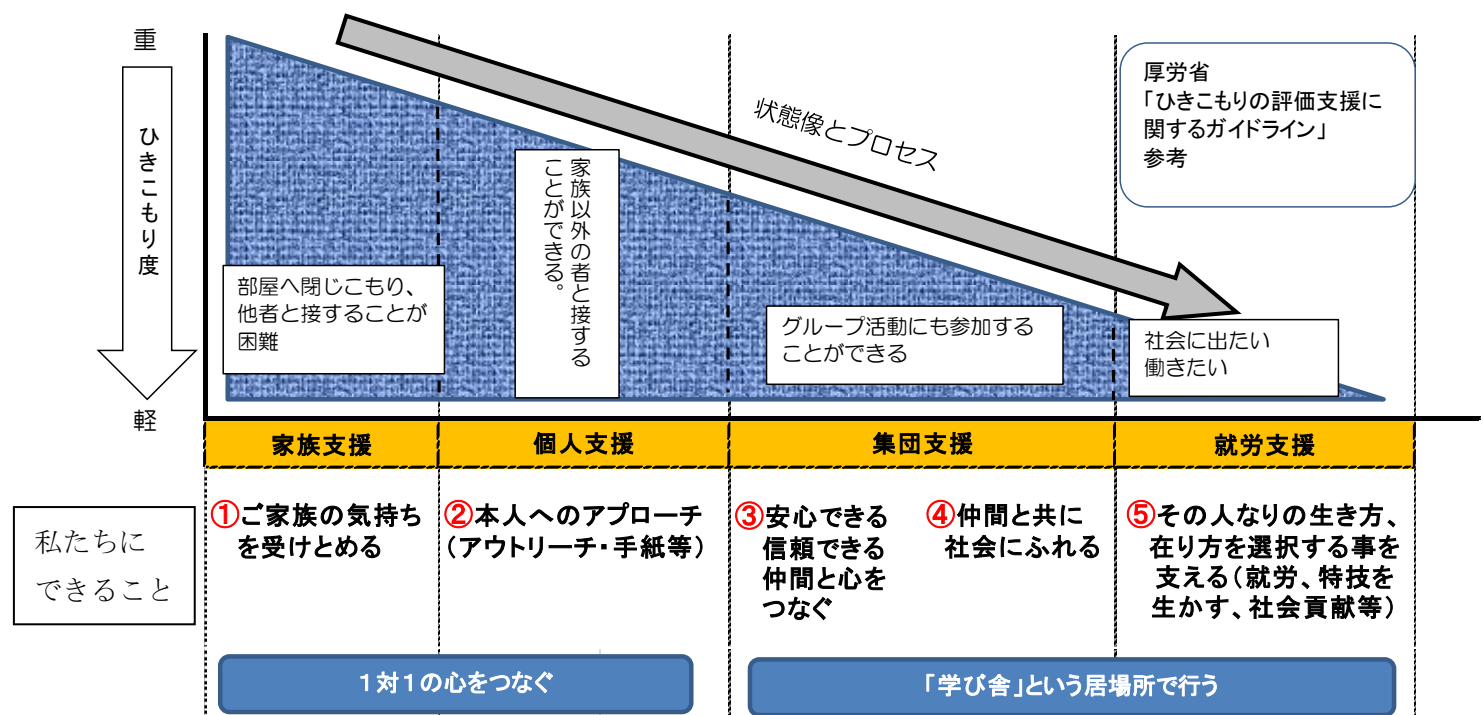 重
ひきこもり度
軽
状態像とプロセス
厚労省
「ひきこもりの評価支援に
関するガイドライン」
参考
部屋へ閉じこもり、
他者と接することが
困難
家族以外の者と接する
ことができる。
グループ活動にも参加する
ことができる
社会に出たい
働きたい
家族支援
個人支援
集団支援
就労支援
私たちに
できること
①ご家族の気持ち
を受けとめる
②本人へのアプローチ
（アウトリーチ・手紙等）
③安心できる
信頼できる
仲間と心を
つなぐ
④仲間と共に
社会にふれる
⑤その人なりの生き方、
在り方を選択する事を
支える（就労、特技を
生かす、社会貢献等）
１対１の心をつなぐ
「学び舎」という居場所で行う